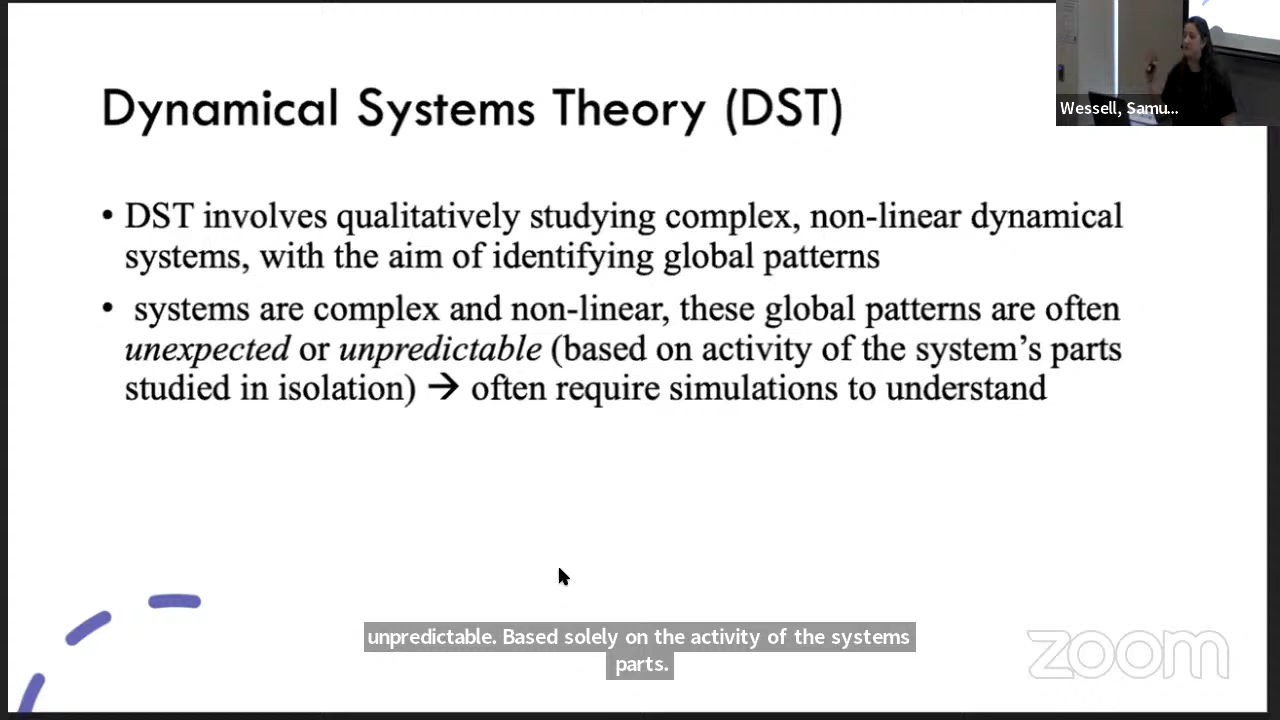 Dynamical Systems Theory (DST)
Wessell, Samu...
• DST involves qualitatively studying complex, non-linear dynamical
systems, with the aim of identifying global patterns
• systems are complex and non-linear, these global patterns are often
unexpected or unpredictable (based on activity of the system's parts
studied in isolation) → often require simulations to understand
unpredictable. Based solely on the activity of the systems
parts.
zoom